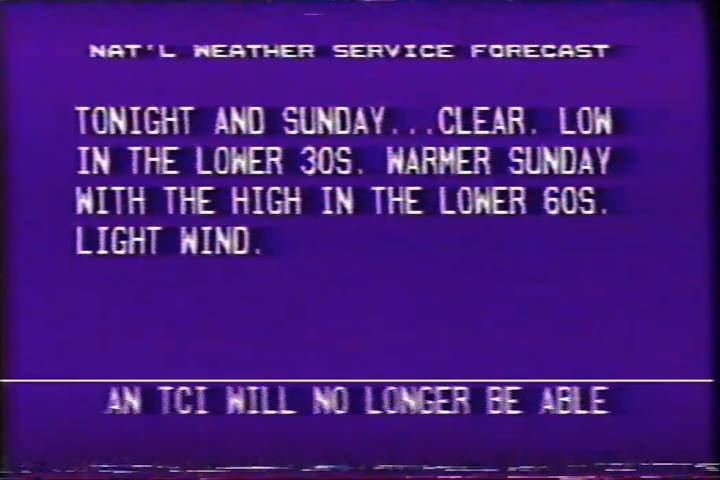 NAT'L WEATHER SERVICE FORECAST
TONIGHT AND SUNDAY...CLEAR. LOW
IN THE LOWER 30S. WARMER SUNDAY
WITH THE HIGH IN THE LOWER 60S.
LIGHT WIND.
AN TCI WILL NO LONGER BE ABLE